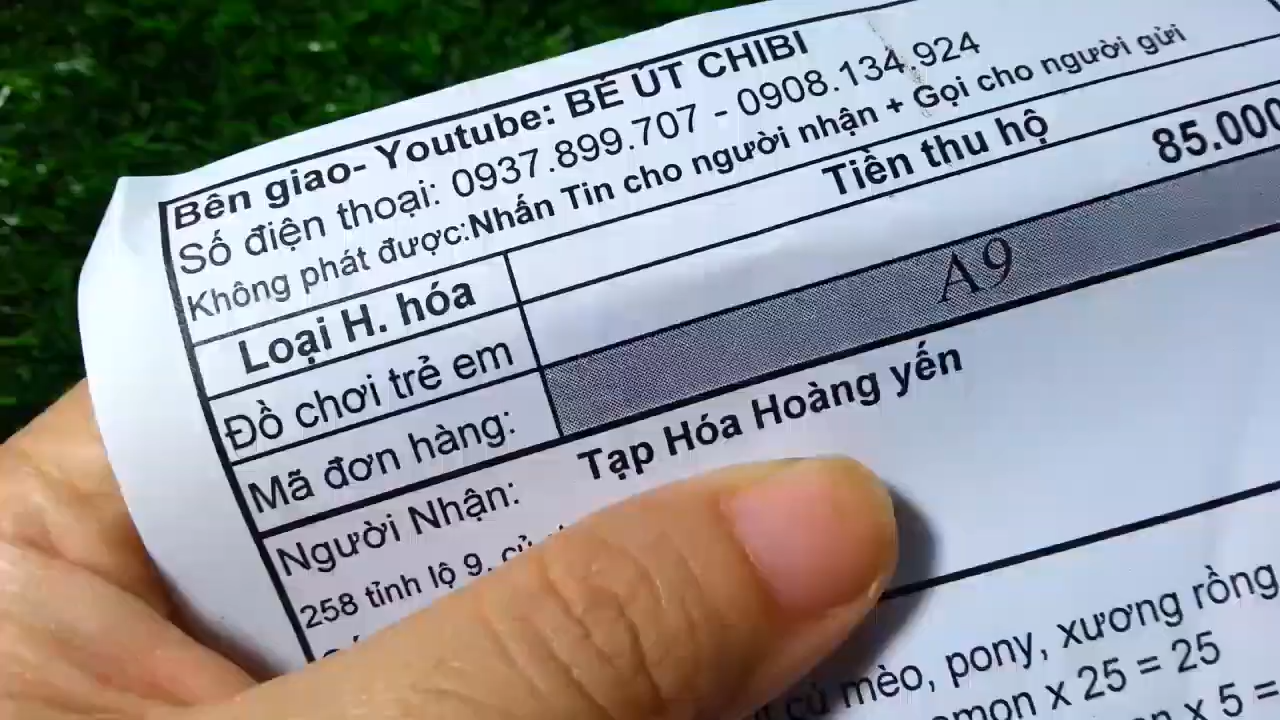 Bên giao- Youtube: BÉ ÚT CHIBI
Số điện thoại: 0937.899.707 - 0908.134.924
Không phát được:Nhấn Tin cho người nhận + Gọi cho người gửi
Loại H. hóa Tiền thu hộ 85.000
Đồ chơi trẻ em
Mã đơn hàng: A9
Người Nhận: Tạp Hóa Hoàng yến
258 tỉnh lộ 9, củ
củ mèo, pony, xương rồng
x 25 = 25
x 5 =